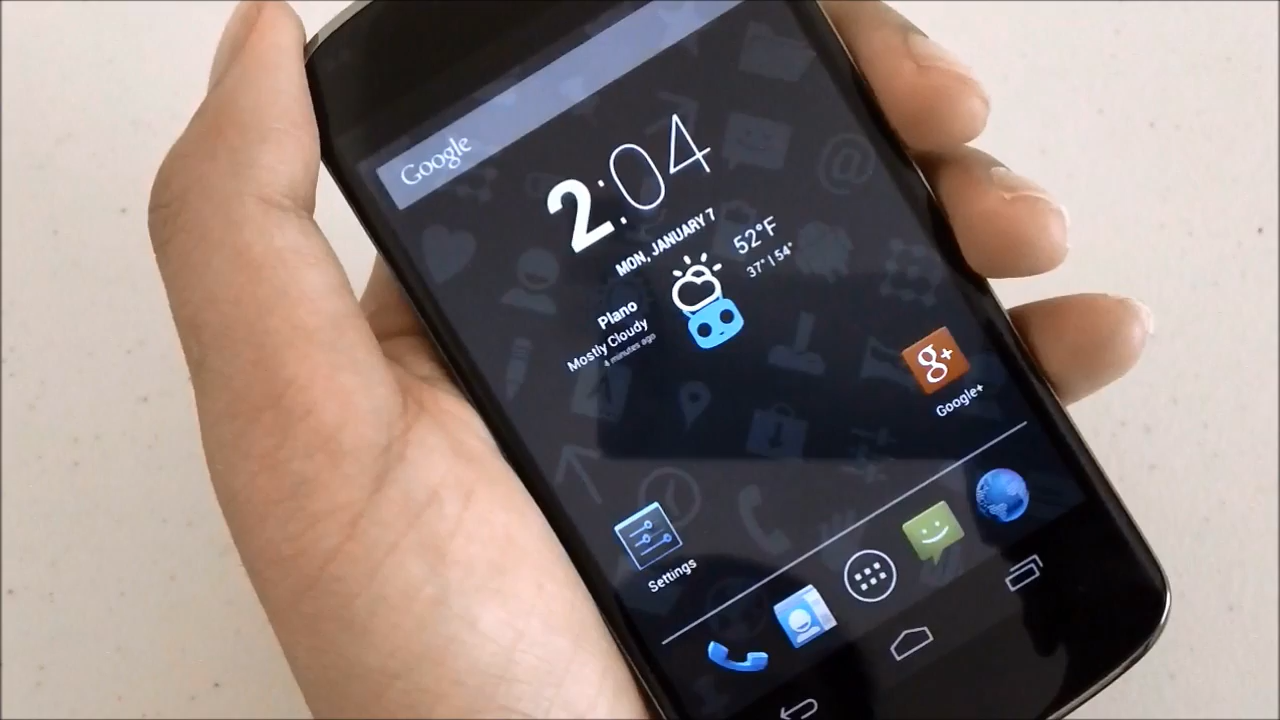 Google
2:04
MON, JANUARY 7
52°F
37° | 54°
Plano
Mostly Cloudy
4 minutes ago
g+
Google+
Settings
@